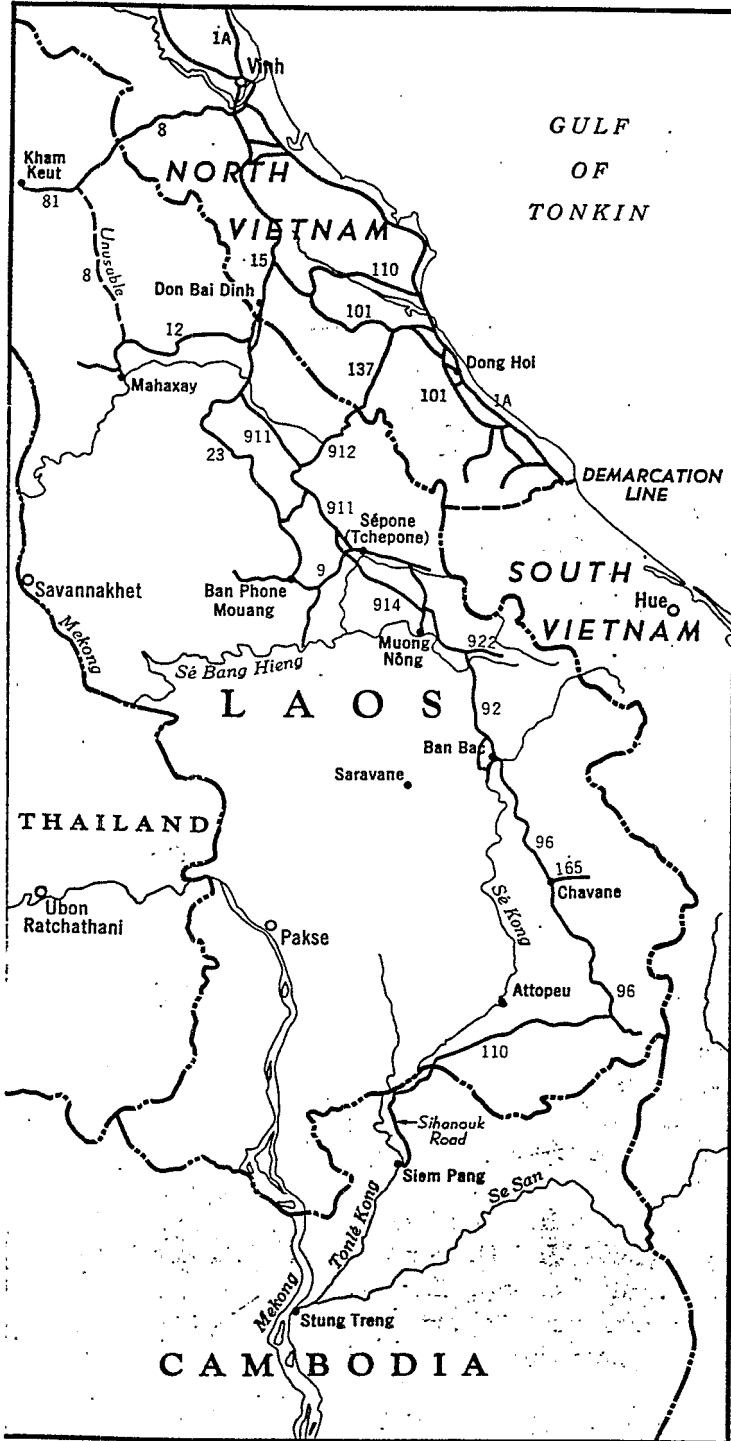 1A
Vinh
GULF
OF
TONKIN
8
Kham
Keut
NORTH
81
VIETNAM
Unusable
8
15
110
Don Bai Dinh
101
12
137
Dong Hoi
Mahaxay
101
1A
911
23
912
DEMARCATION
LINE
911
Sépone
(Tchepone)
SOUTH
Savannakhet
9
Ban Phone
Mouang
Hue
914
VIETNAM
Mekong
Muong
Nông
922
Sé Bang Hieng
LAOS
92
Ban Bac
Saravane
THAILAND
96
165
Chavane
Ubon
Ratchathani
Sé Kong
Pakse
Attopeu
96
110
Sihanouk
Road
Siem Pang
Se San
Tonlé Kong
Mekong
Stung Treng
CAMBODIA